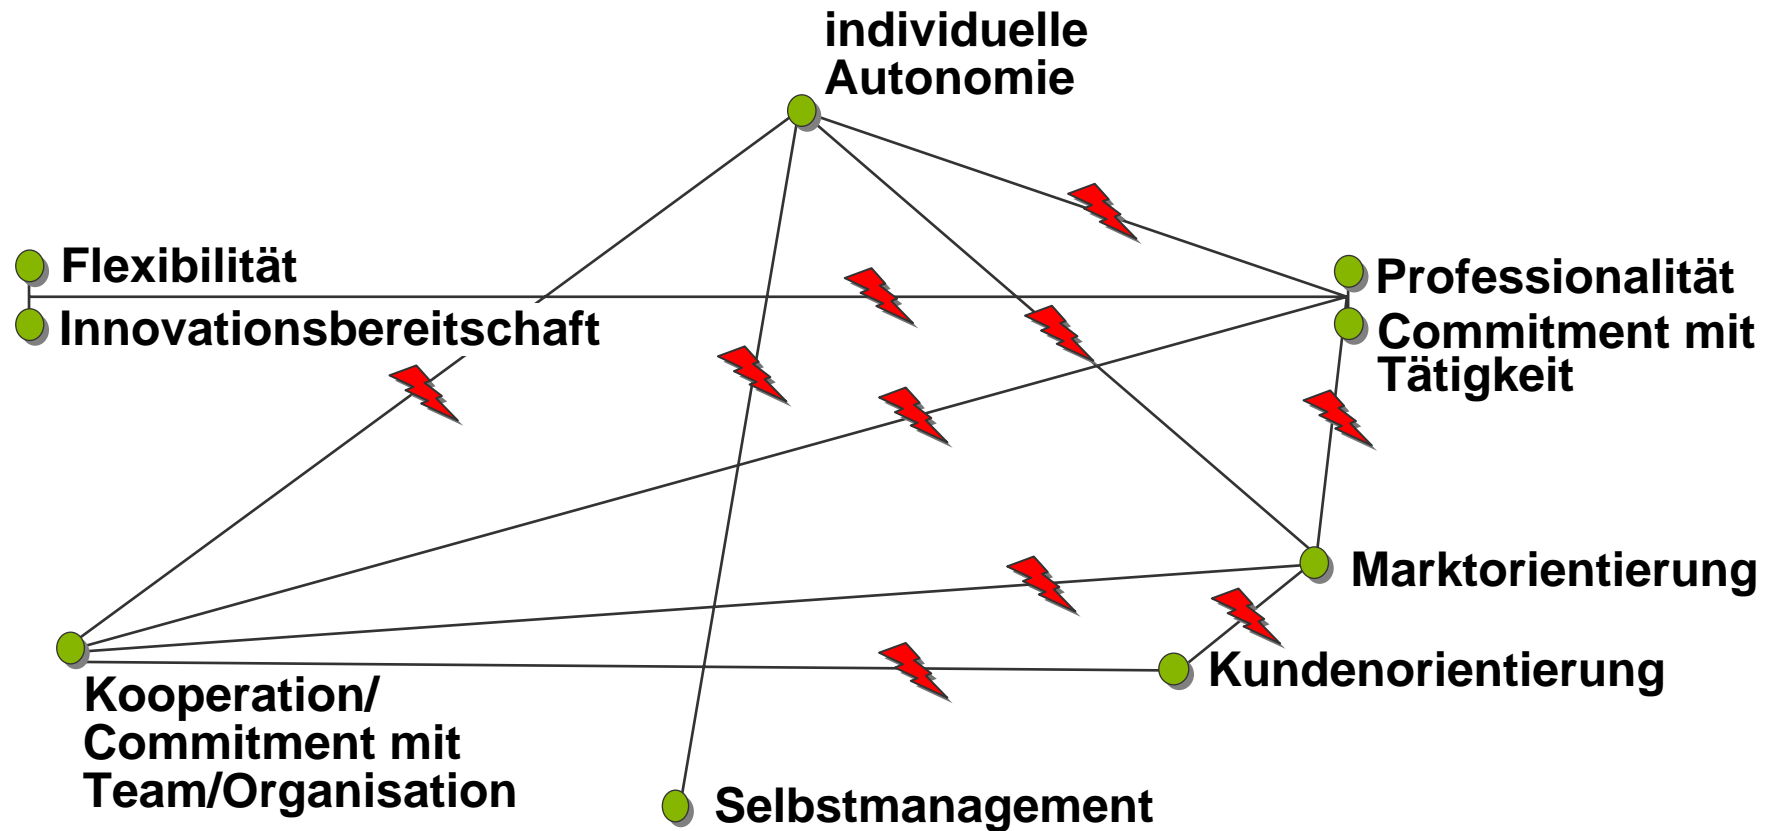 individuelle
Autonomie
Flexibilität
Innovationsbereitschaft
Professionalität
Commitment mit
Tätigkeit
Marktorientierung
Kundenorientierung
Kooperation/
Commitment mit
Team/Organisation
Selbstmanagement